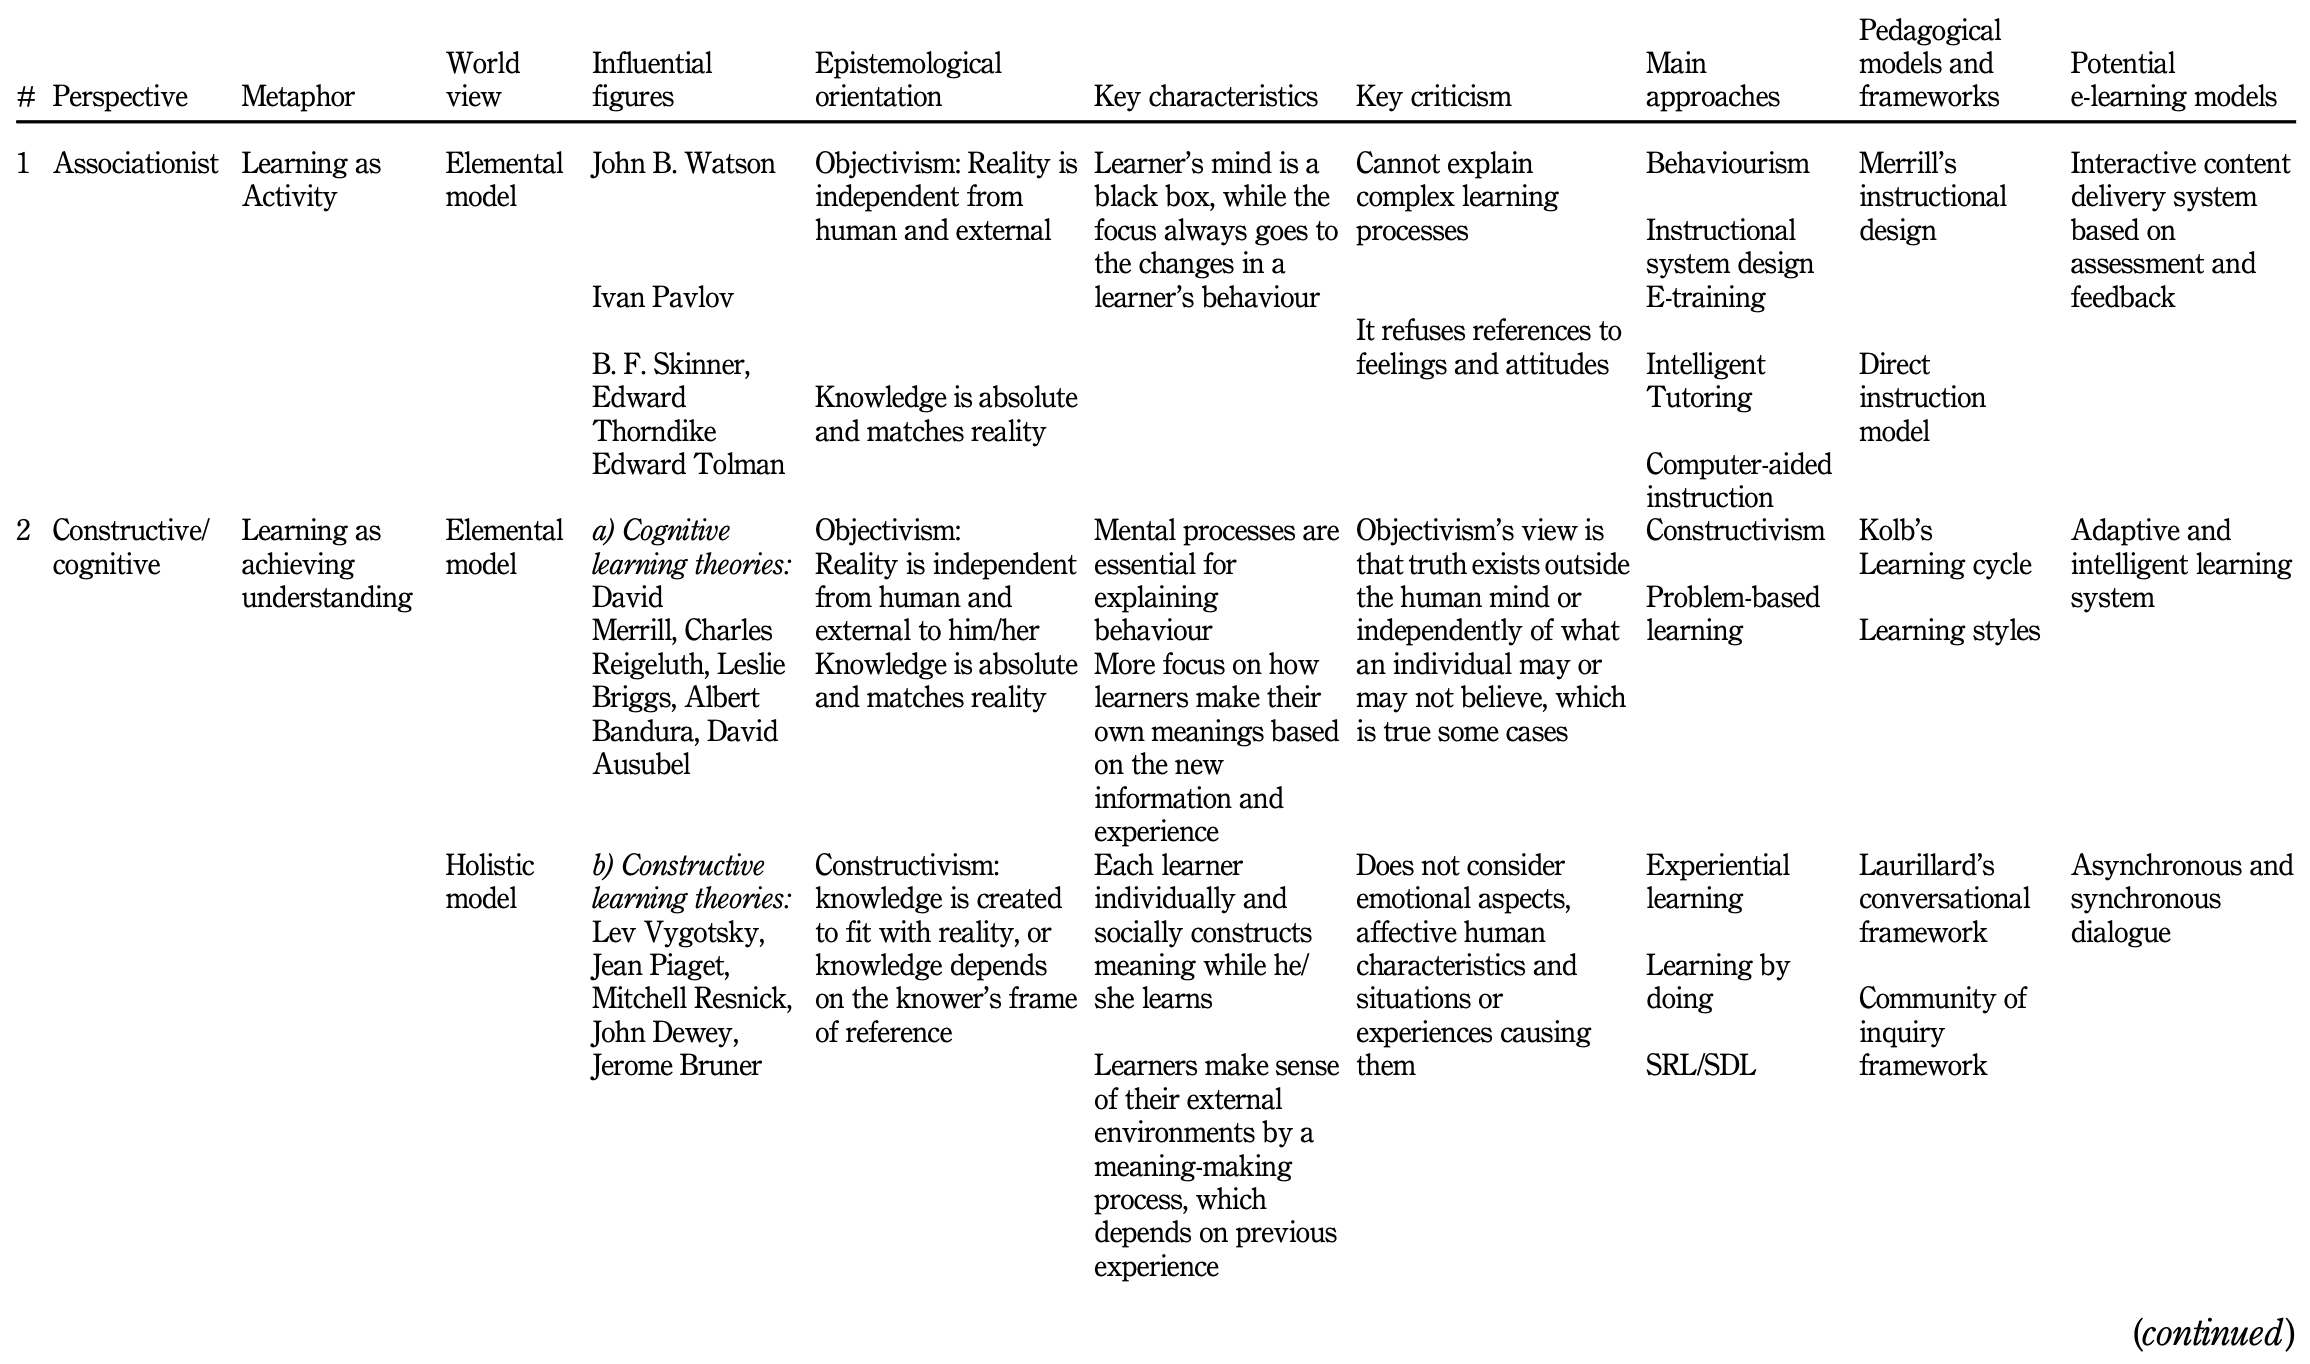 # Perspective Metaphor World view Influential figures Epistemological orientation Key characteristics Key criticism Main approaches Pedagogical models and frameworks Potential e-learning models
1 Associationist
Learning as
Activity
Elemental
model
John B. Watson
Ivan Pavlov
B. F. Skinner,
Edward
Thorndike
Edward Tolman
Objectivism: Reality is
independent from
human and external
Knowledge is absolute
and matches reality
Learner's mind is a
black box, while the
focus always goes to
the changes in a
learner's behaviour
Cannot explain
complex learning
processes
It refuses references to
feelings and attitudes
Behaviourism
Instructional
system design
E-training
Intelligent
Tutoring
Computer-aided
instruction
Merrill's
instructional
design
Direct
instruction
model
Interactive content
delivery system
based on
assessment and
feedback
2 Constructive/
cognitive
Learning as
achieving
understanding
Elemental
model
a) Cognitive
learning theories:
David
Merrill, Charles
Reigeluth, Leslie
Briggs, Albert
Bandura, David
Ausubel
Objectivism:
Reality is independent
from human and
external to him/her
Knowledge is absolute
and matches reality
Mental processes are
essential for
explaining
behaviour
More focus on how
learners make their
own meanings based
on the new
information and
experience
Objectivism's view is
that truth exists outside
the human mind or
independently of what
an individual may or
may not believe, which
is true some cases
Constructivism
Problem-based
learning
Kolb's
Learning cycle
Learning styles
Adaptive and
intelligent learning
system
Holistic
model
b) Constructive
learning theories:
Lev Vygotsky,
Jean Piaget,
Mitchell Resnick,
John Dewey,
Jerome Bruner
Constructivism:
knowledge is created
to fit with reality, or
knowledge depends
on the knower's frame
of reference
Each learner
individually and
socially constructs
meaning while he/
she learns
Learners make sense
of their external
environments by a
meaning-making
process, which
depends on previous
experience
Does not consider
emotional aspects,
affective human
characteristics and
situations or
experiences causing
them
Experiential
learning
Learning by
doing
SRL/SDL
Laurillard's
conversational
framework
Community of
inquiry
framework
Asynchronous and
synchronous
dialogue
(continued)